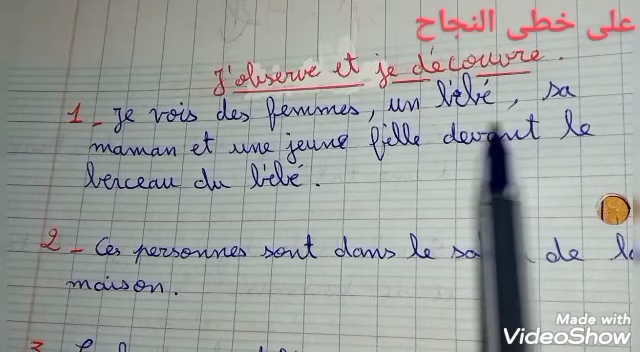 على خطى النجاح
J'observe et je découvre.
1 - Je vois des femmes, un bébé, sa
maman et une jeune fille devant le
berceau du bébé.
2 - Ces personnes sont dans le de
maison.
3
Made with
VideoShow